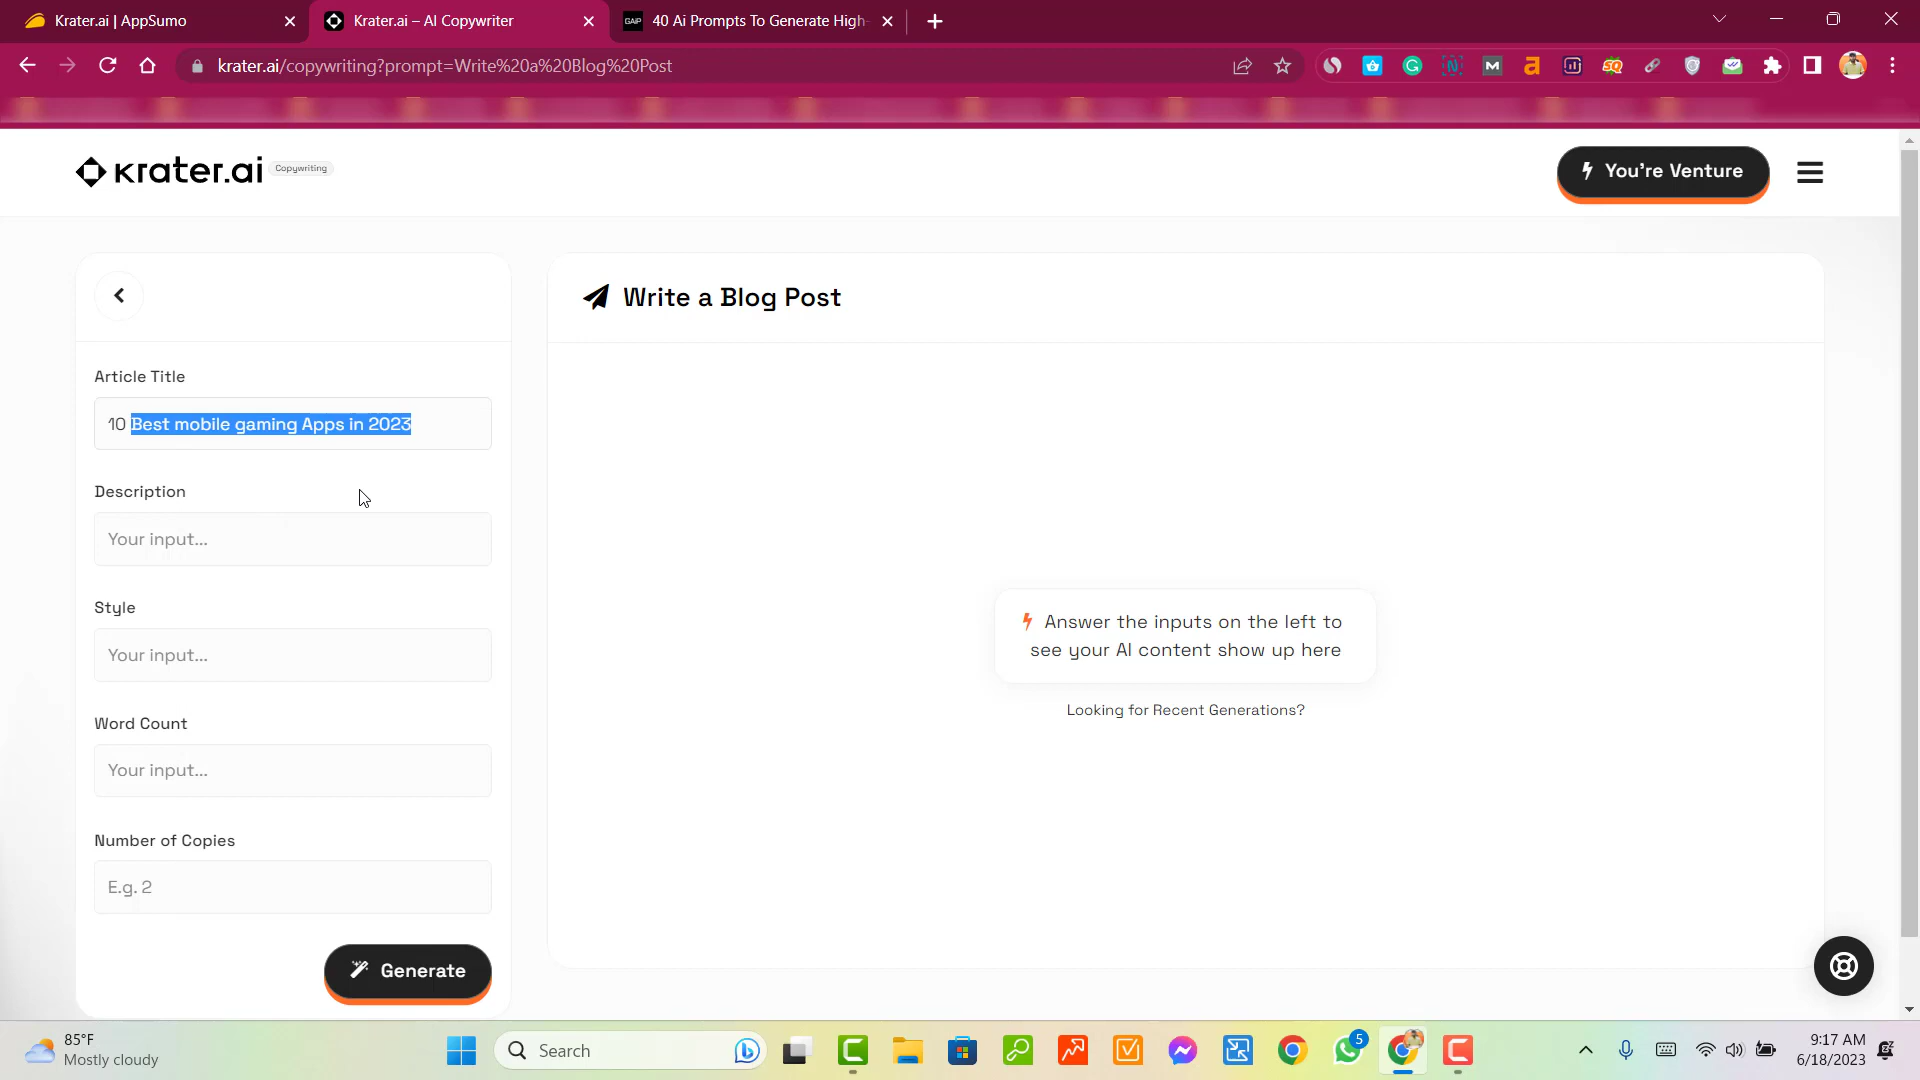 Krater.ai | AppSumo
Krater.ai – AI Copywriter
GAIP
40 Ai Prompts To Generate High-
krater.ai/copywriting?prompt=Write%20a%20Blog%20Post
krater.ai
Copywriting
You're Venture
Write a Blog Post
Article Title
10 Best mobile gaming Apps in 2023
Description
Your input...
Style
Your input...
Word Count
Your input...
Number of Copies
E.g. 2
Generate
Answer the inputs on the left to
see your AI content show up here
Looking for Recent Generations?
85°F
Mostly cloudy
Search
5
9:17 AM
6/18/2023